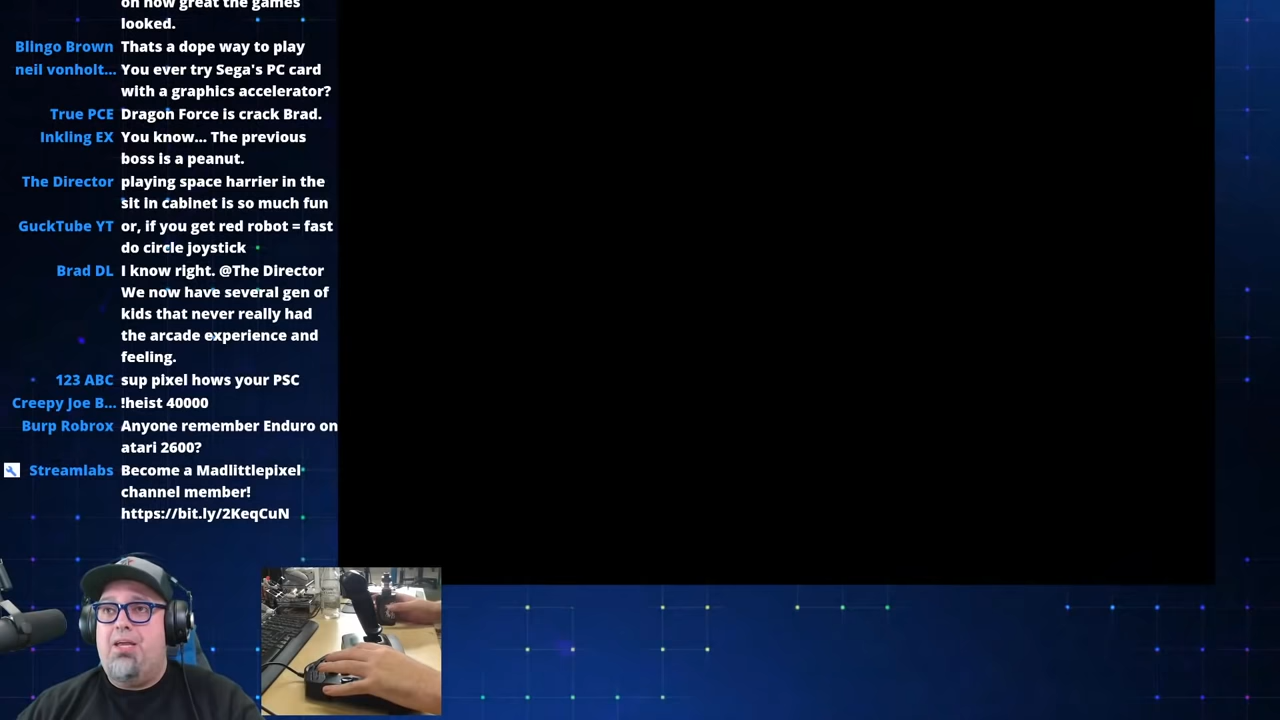 on how great the games
looked.
Blingo Brown Thats a dope way to play
neil vonholt... You ever try Sega's PC card
with a graphics accelerator?
True PCE Dragon Force is crack Brad.
Inkling EX You know... The previous
boss is a peanut.
The Director playing space harrier in the
sit in cabinet is so much fun
GuckTube YT or, if you get red robot = fast
do circle joystick
Brad DL I know right. @The Director
We now have several gen of
kids that never really had
the arcade experience and
feeling.
123 ABC sup pixel hows your PSC
Creepy Joe B... !heist 40000
Burp Robrox Anyone remember Enduro on
atari 2600?
Streamlabs Become a Madlittlepixel
channel member!
https://bit.ly/2KeqCuN